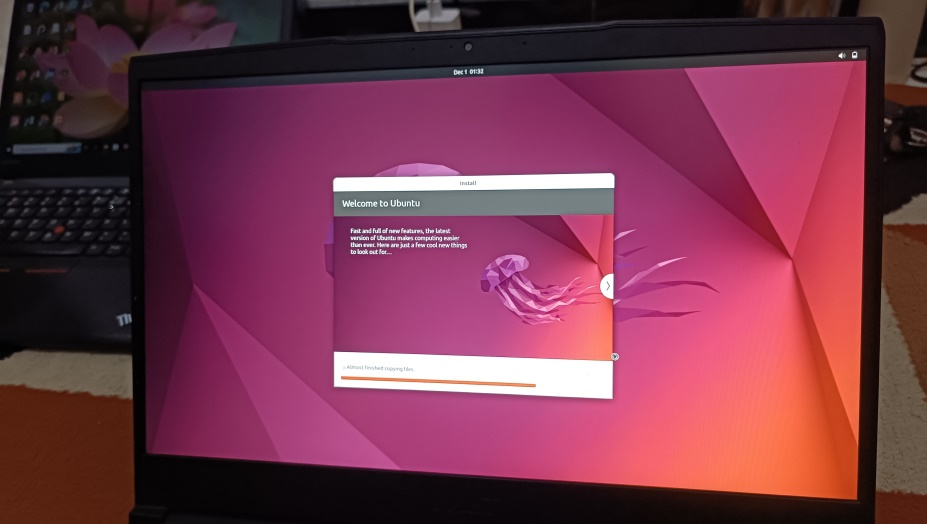 Dec 1 01:32
Install
Welcome to Ubuntu
Fast and full of new features, the latest
version of Ubuntu makes computing easier
than ever. Here are just a few cool new things
to look out for...
Almost finished copying files...